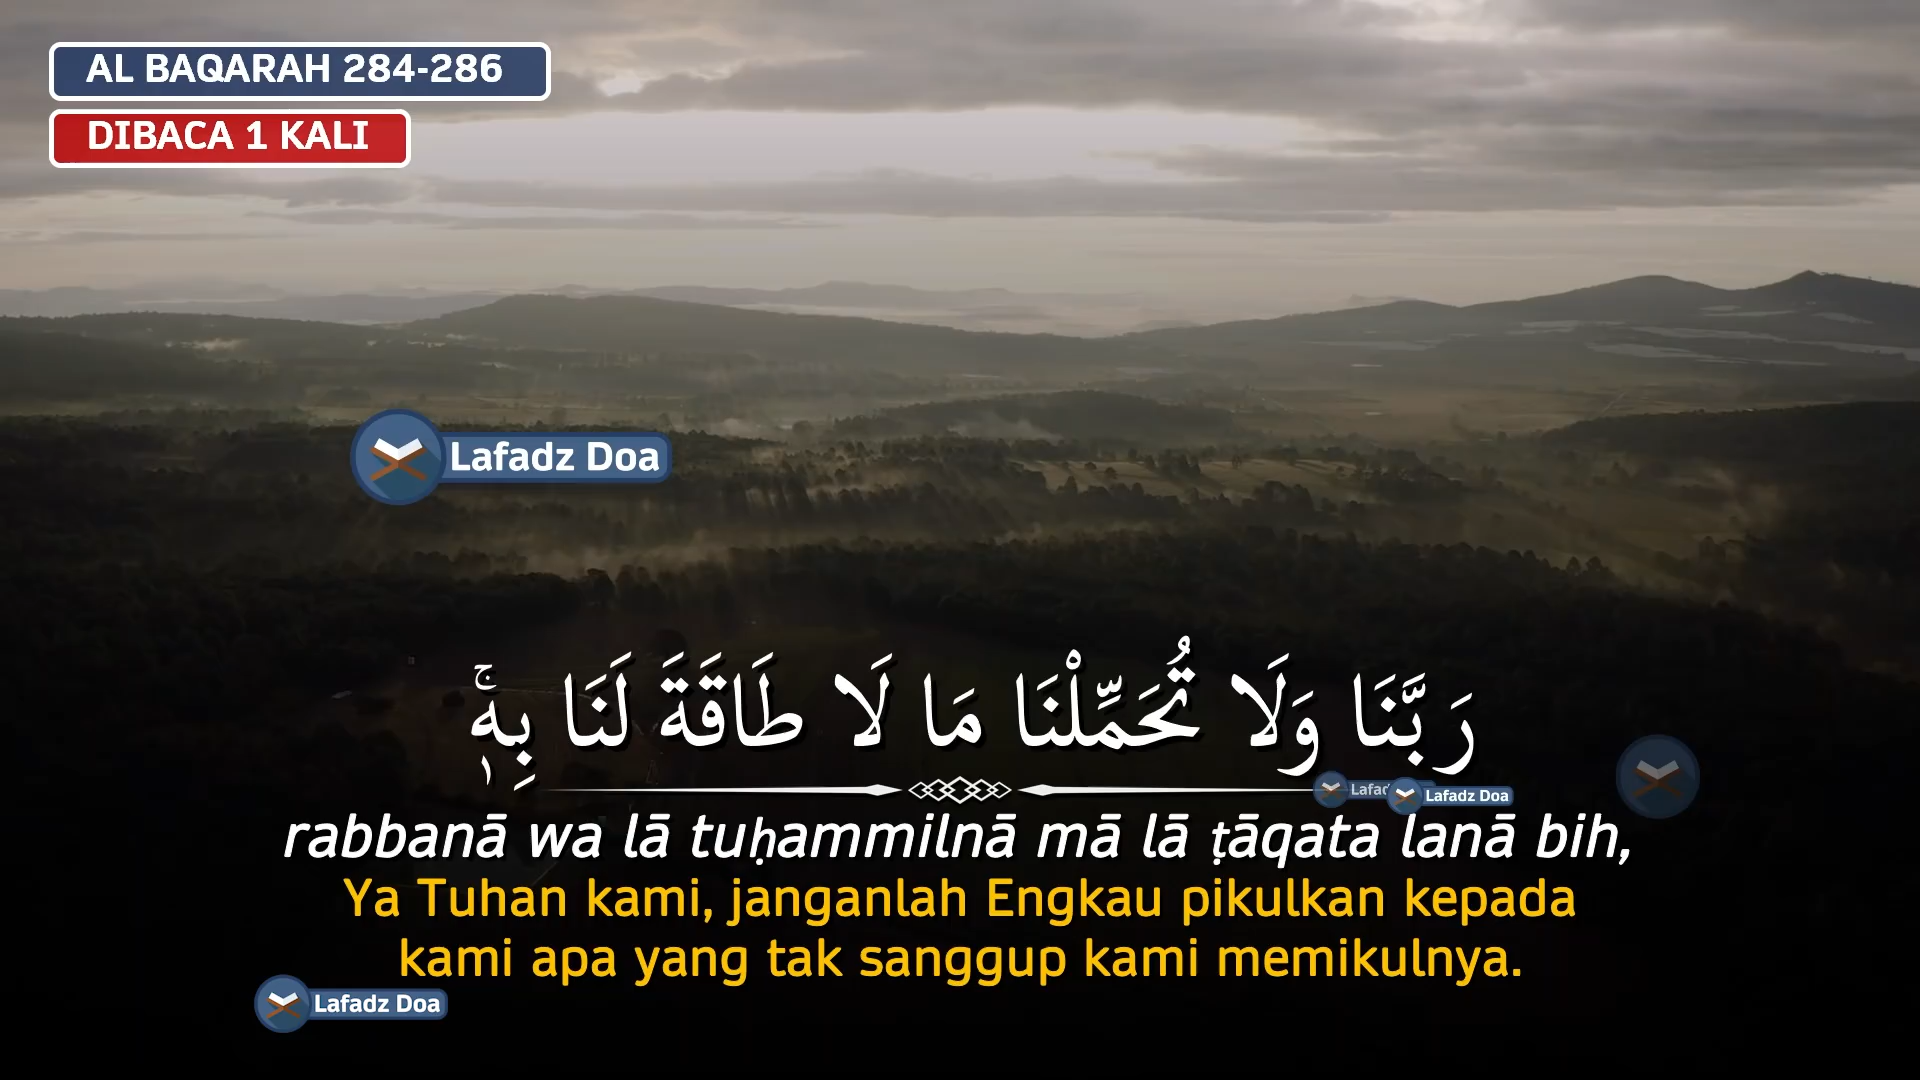 AL BAQARAH 284-286
DIBACA 1 KALI
Lafadz Doa
رَبَّنَا وَلَا تُحَمِّلْنَا مَا لَا طَاقَةَ لَنَا بِهٖۚ
Lafadz Doa
rabbanā wa lā tuḥammilnā mā lā ṭāqata lanā bih,
Ya Tuhan kami, janganlah Engkau pikulkan kepada
kami apa yang tak sanggup kami memikulnya.
Lafadz Doa